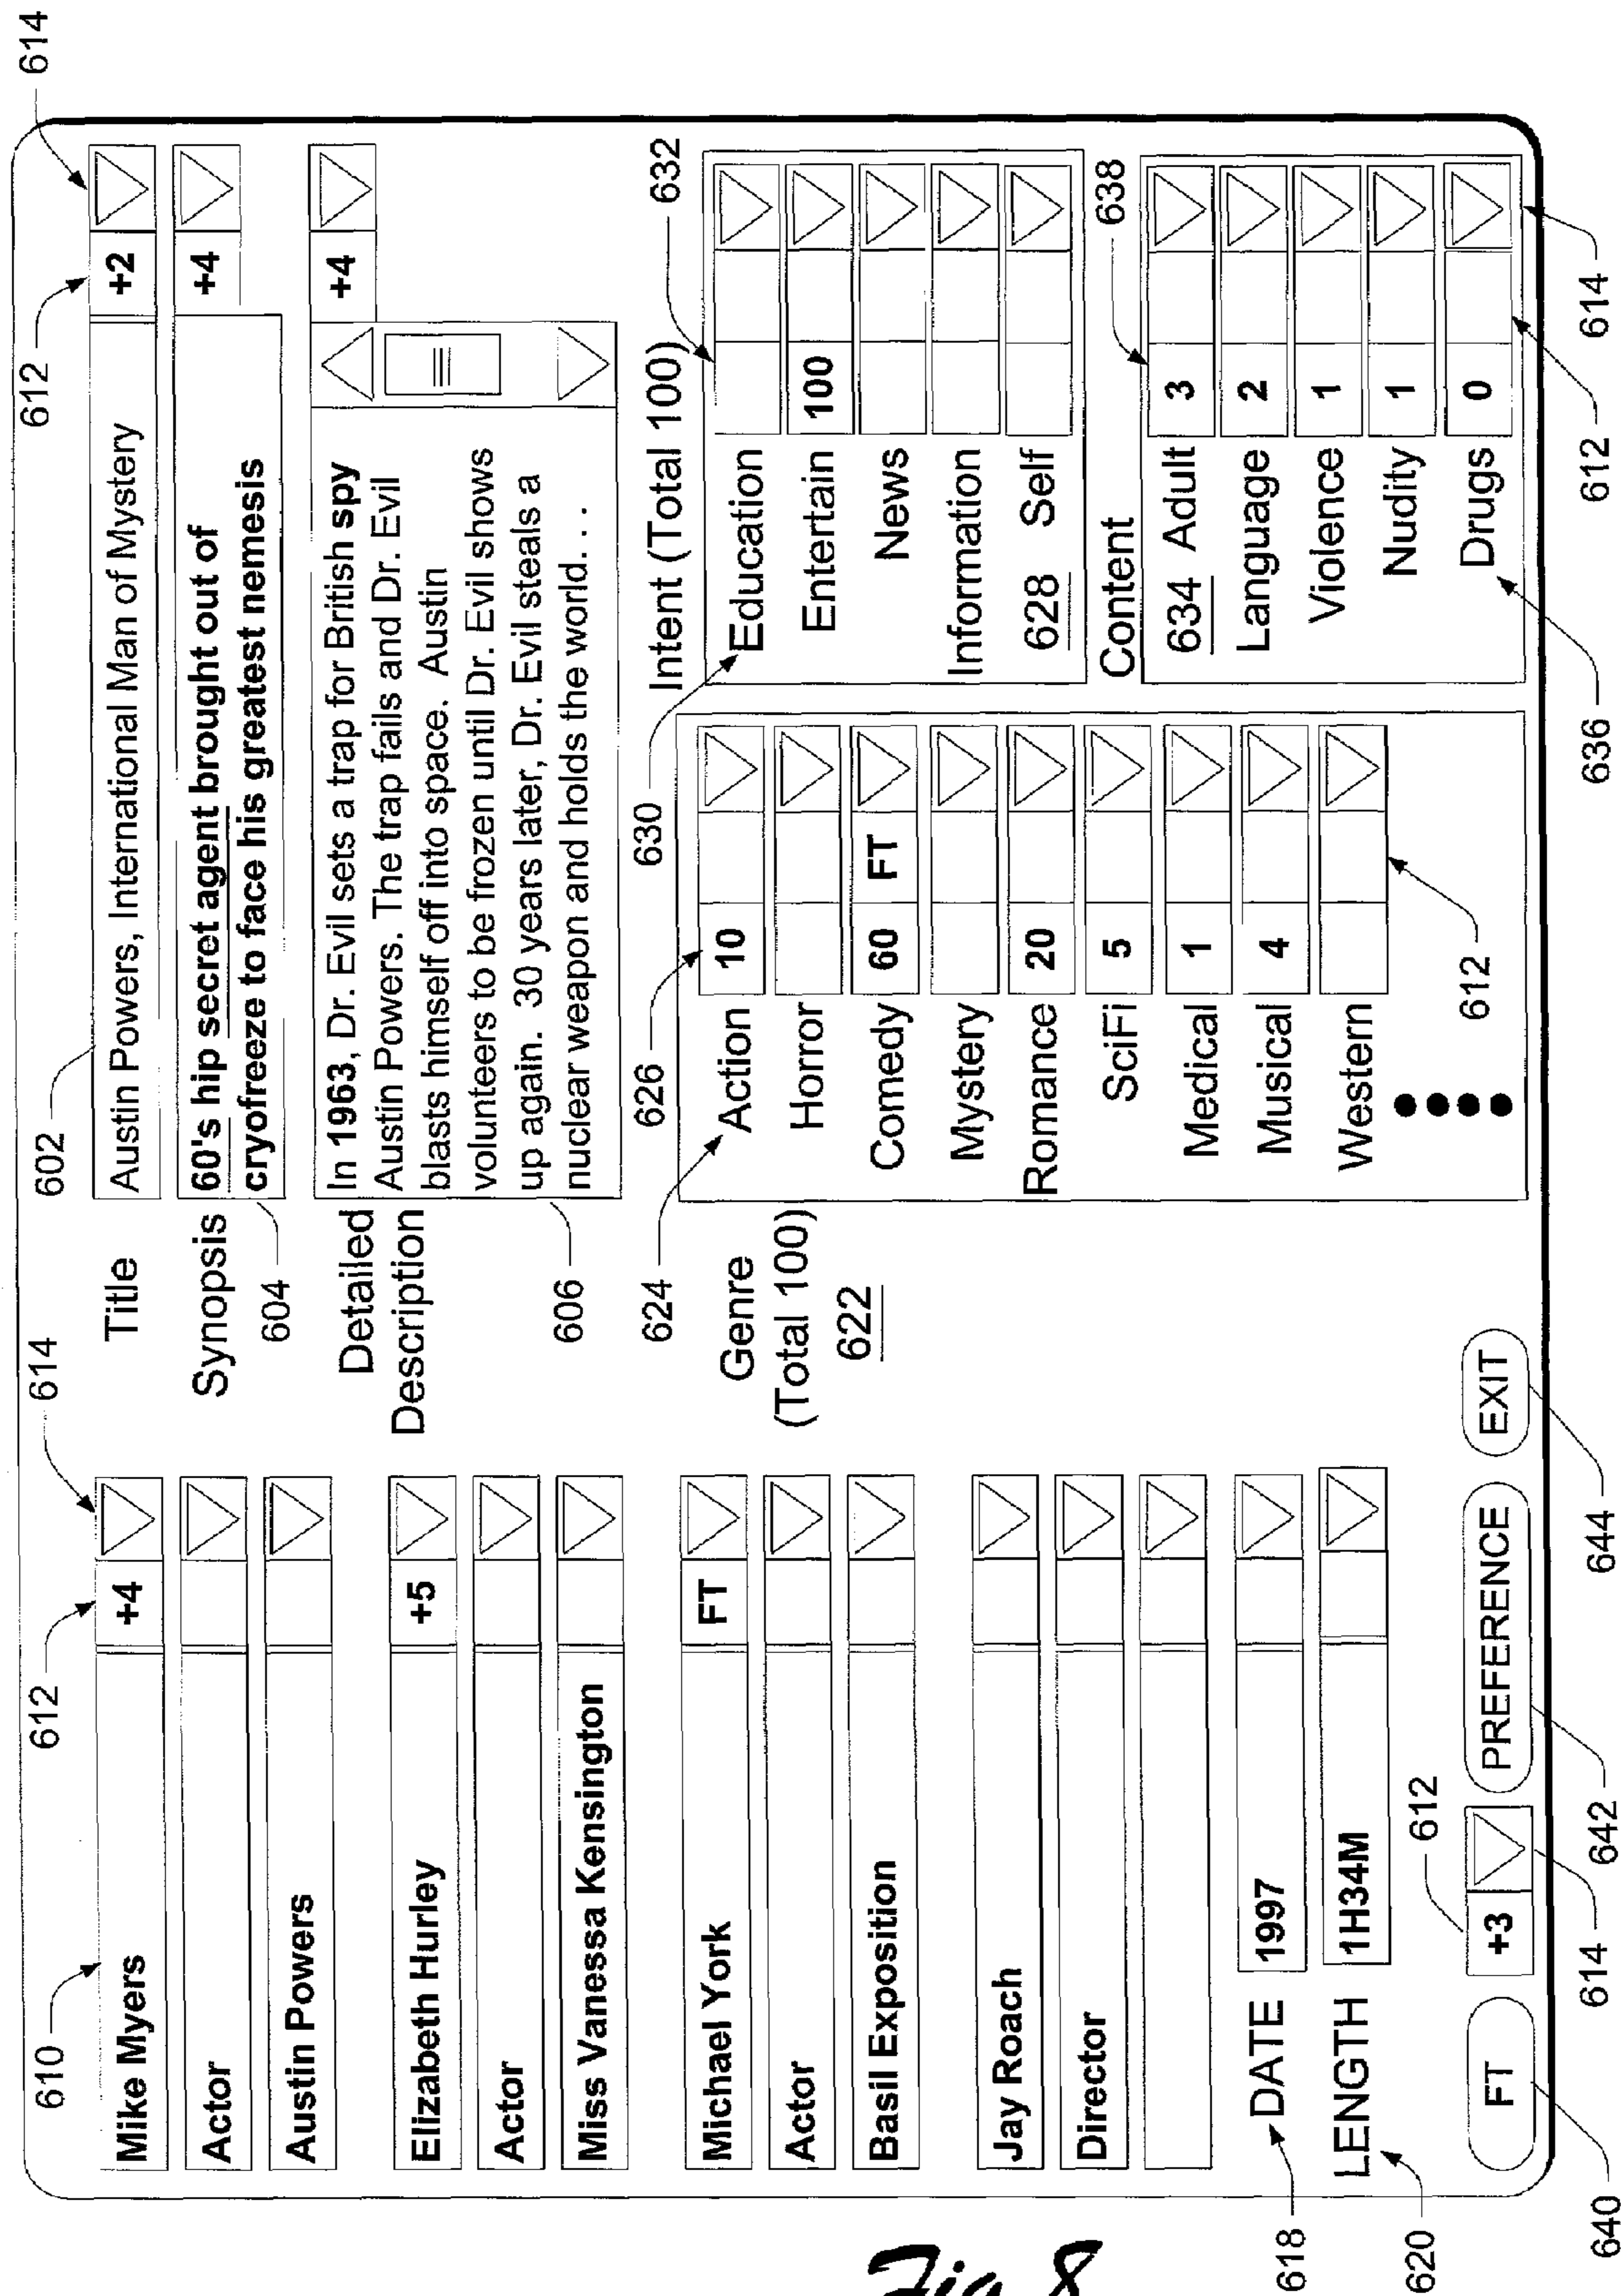 610
612
614
Mike Myers +4
Actor
Austin Powers
Elizabeth Hurley +5
Actor
Miss Vanessa Kensington
Michael York FT
Actor
Basil Exposition
Jay Roach
Director
618
DATE 1997
620
LENGTH 1H34M
612
FT +3 PREFERENCE EXIT
640
614
642
644
602
612
614
Title Austin Powers, International Man of Mystery +2
Synopsis 60's hip secret agent brought out of +4
cryofreeze to face his greatest nemesis
604
Detailed
Description
In 1963, Dr. Evil sets a trap for British spy +4
Austin Powers. The trap fails and Dr. Evil
blasts himself off into space. Austin
volunteers to be frozen until Dr. Evil shows
up again. 30 years later, Dr. Evil steals a
nuclear weapon and holds the world. . .
606
624
626
Genre
(Total 100)
622
Action 10
Horror
Comedy 60 FT
Mystery
Romance 20
SciFi 5
Medical 1
Musical 4
Western
612
630
Intent (Total 100)
632
Education
Entertain 100
News
Information
628 Self
Content
638
634 Adult 3
Language 2
Violence 1
Nudity 1
Drugs 0
636
612
614
Fig 8